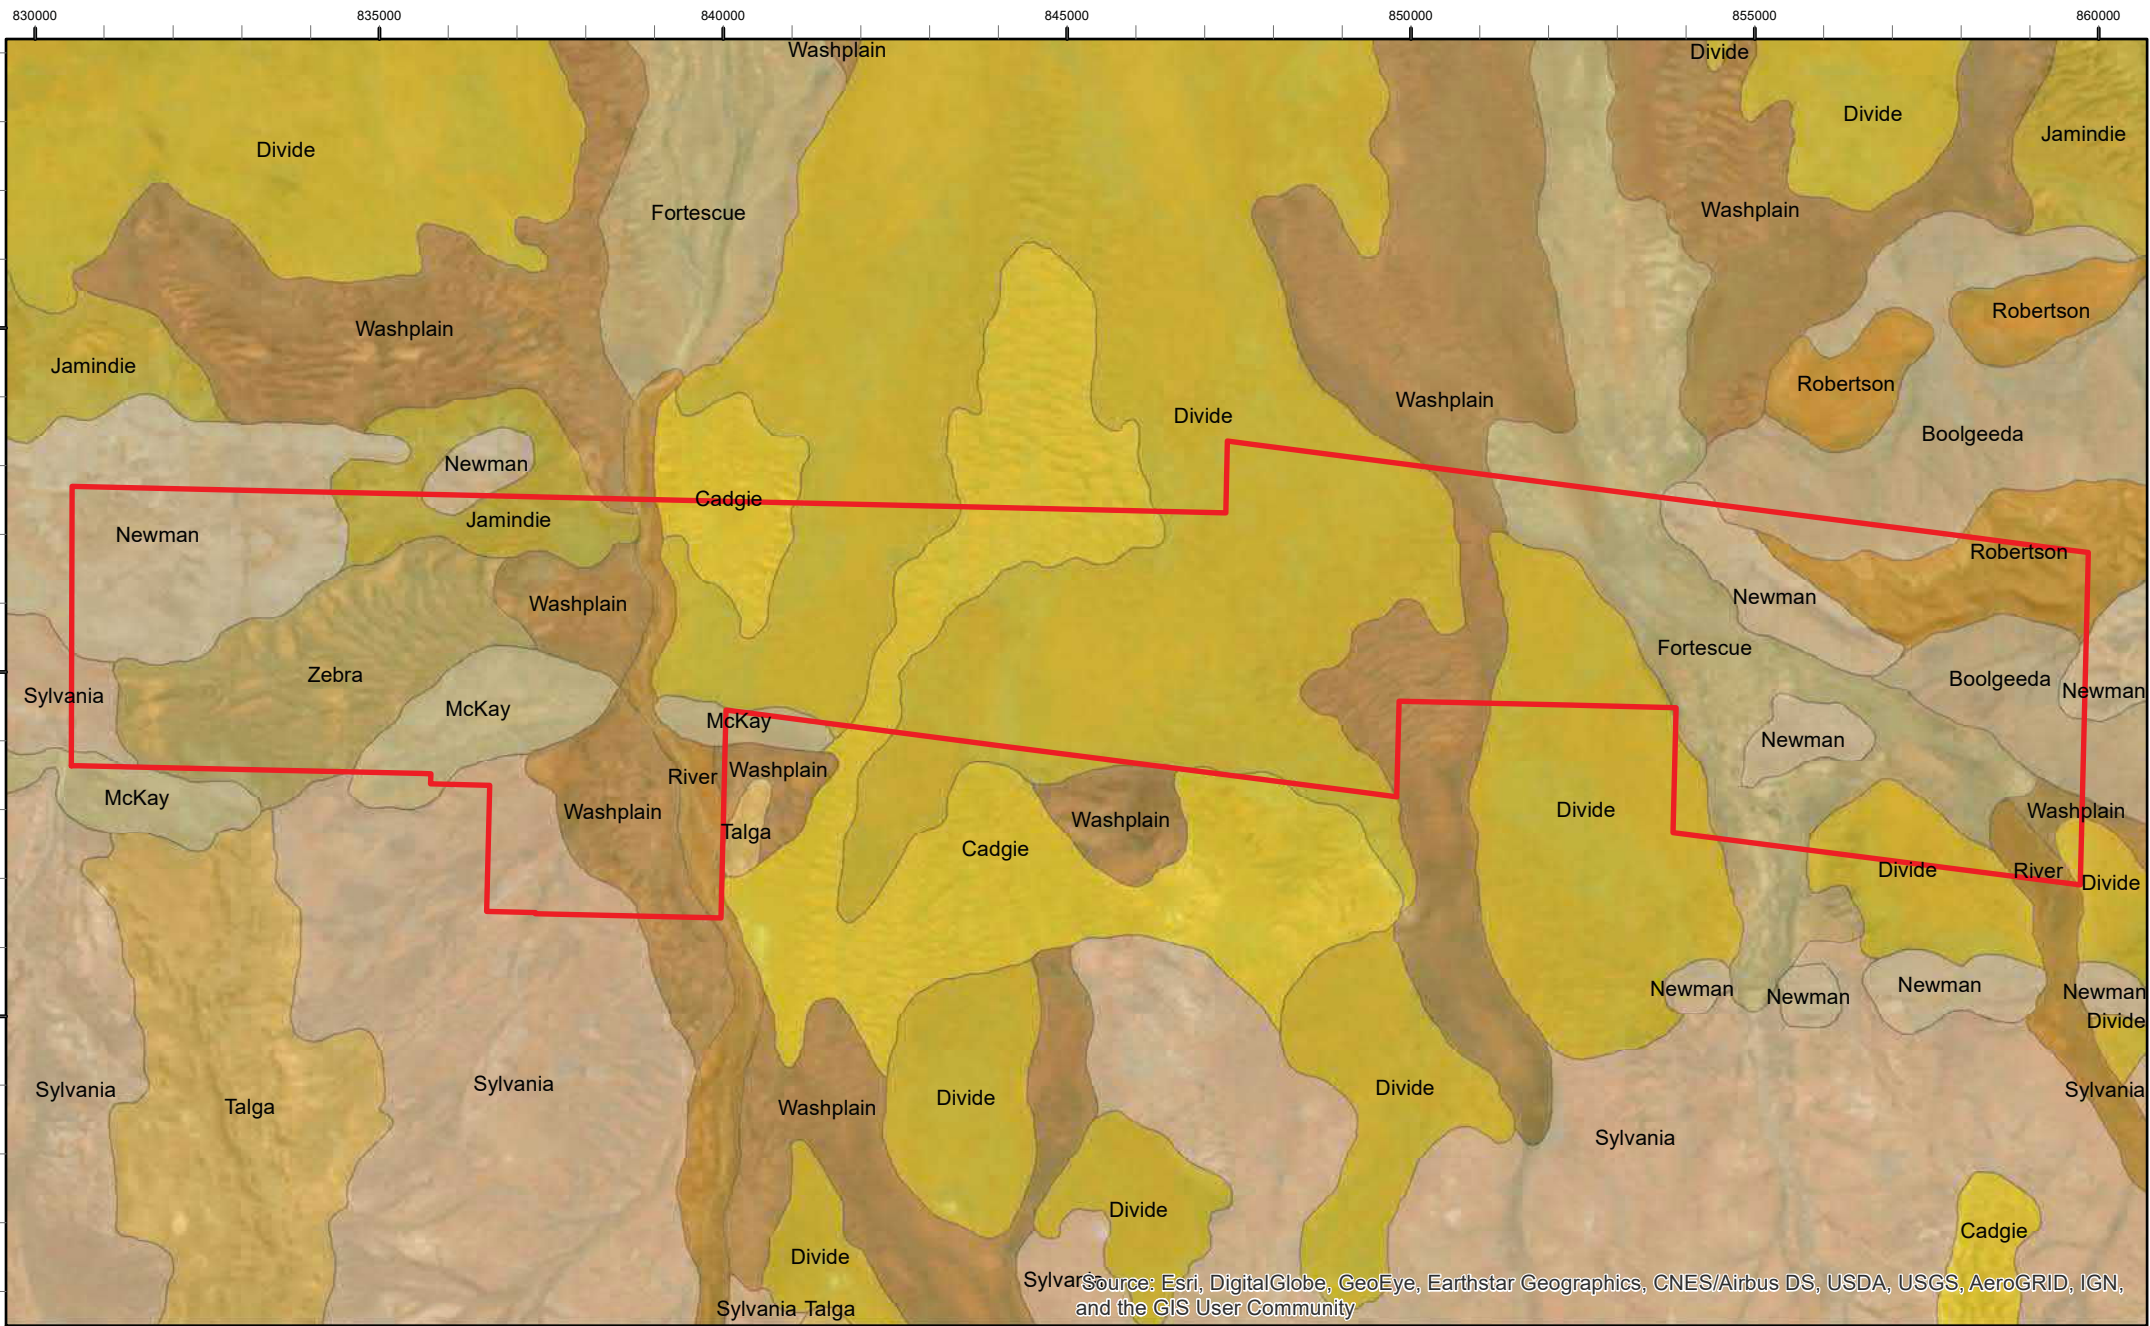 830000 835000 840000 845000 850000 855000 860000
Washplain
Divide
Divide
Jamindie
Divide
Fortescue
Washplain
Robertson
Washplain
Jamindie
Robertson
Washplain
Divide
Boolgeeda
Newman
Cadgie
Jamindie
Newman
Robertson
Washplain
Newman
Fortescue
Zebra
Boolgeeda
Sylvania
Newman
McKay
McKay
Newman
River
Washplain
McKay
Washplain
Divide
Washplain
Washplain
Talga
Cadgie
Divide
River
Divide
Newman
Newman
Newman
Newman
Divide
Sylvania
Sylvania
Divide
Divide
Sylvania
Talga
Washplain
Sylvania
Divide
Cadgie
Divide
Sylvania
Sylvania Talga
Source: Esri, DigitalGlobe, GeoEye, Earthstar Geographics, CNES/Airbus DS, USDA, USGS, AeroGRID, IGN,
and the GIS User Community